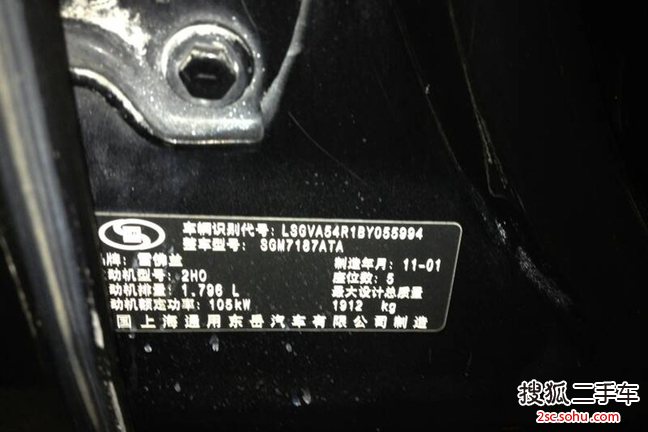 车辆识别代号: LSGVA54R1BY055994
整车型号: SGM7187ATA
品牌: 雪佛兰 制造年月: 11-01
动机型号: 2H0 座位数: 5
动机排量: 1.796 L 最大设计总质量
动机额定功率: 105kW 1912 kg
国上海通用东岳汽车有限公司制造
搜狐二手车
2sc.sohu.com